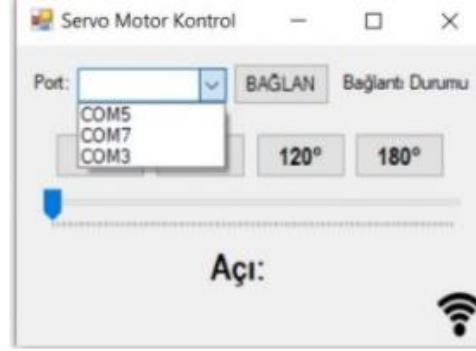 Servo Motor Kontrol
Port: BAĞLAN Bağlantı Durumu
COM5
COM7
COM3
120° 180°
Açı: